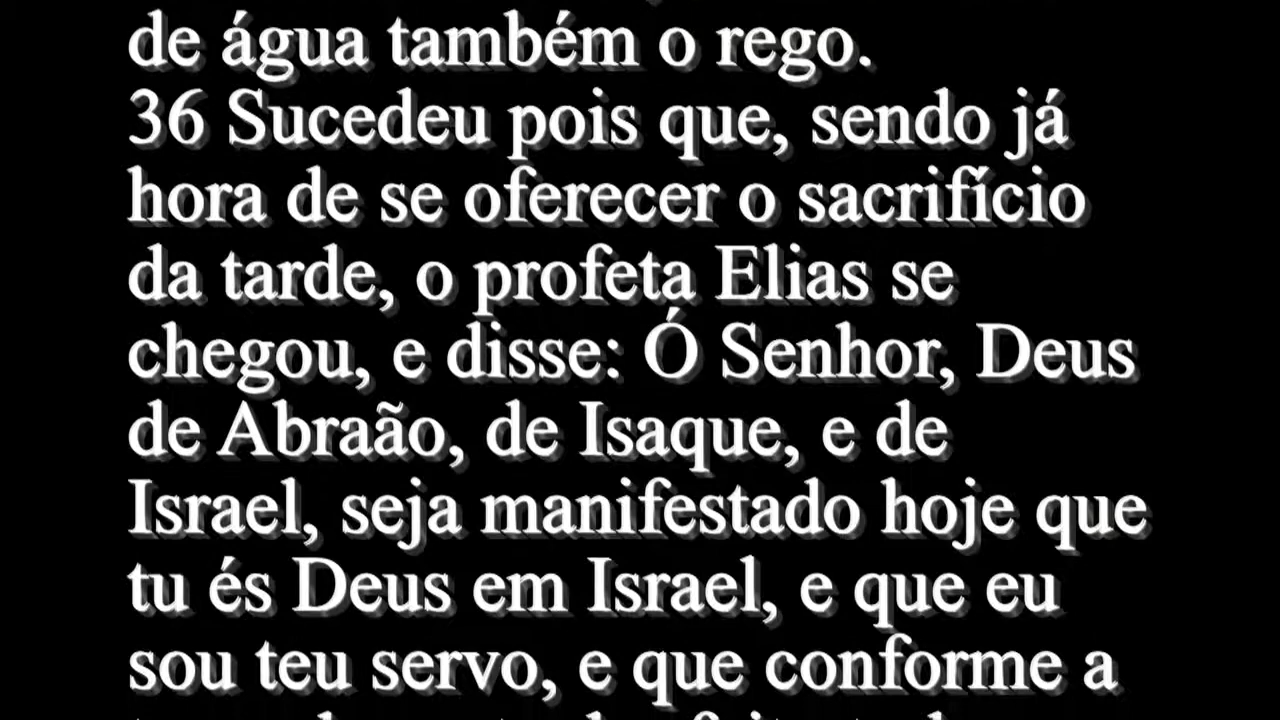 de água também o rego.
36 Sucedeu pois que, sendo já
hora de se oferecer o sacrifício
da tarde, o profeta Elias se
chegou, e disse: Ó Senhor, Deus
de Abraão, de Isaque, e de
Israel, seja manifestado hoje que
tu és Deus em Israel, e que eu
sou teu servo, e que conforme a